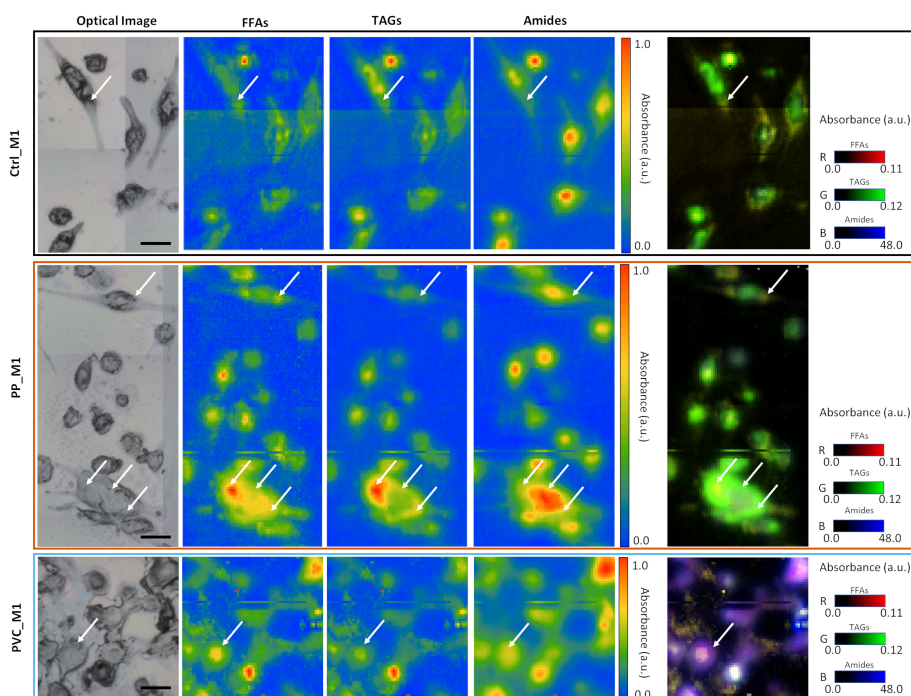 Optical Image FFAs TAGs Amides
Ctrl_M1
1.0
Absorbance (a.u.)
0.0
Absorbance (a.u.)
FFAs
R
0.0 0.11
TAGs
G
0.0 0.12
Amides
B
0.0 48.0
PP_M1
1.0
Absorbance (a.u.)
0.0
Absorbance (a.u.)
FFAs
R
0.0 0.11
TAGs
G
0.0 0.12
Amides
B
0.0 48.0
PVC_M1
1.0
Absorbance (a.u.)
0.0
Absorbance (a.u.)
FFAs
R
0.0 0.11
TAGs
G
0.0 0.12
Amides
B
0.0 48.0